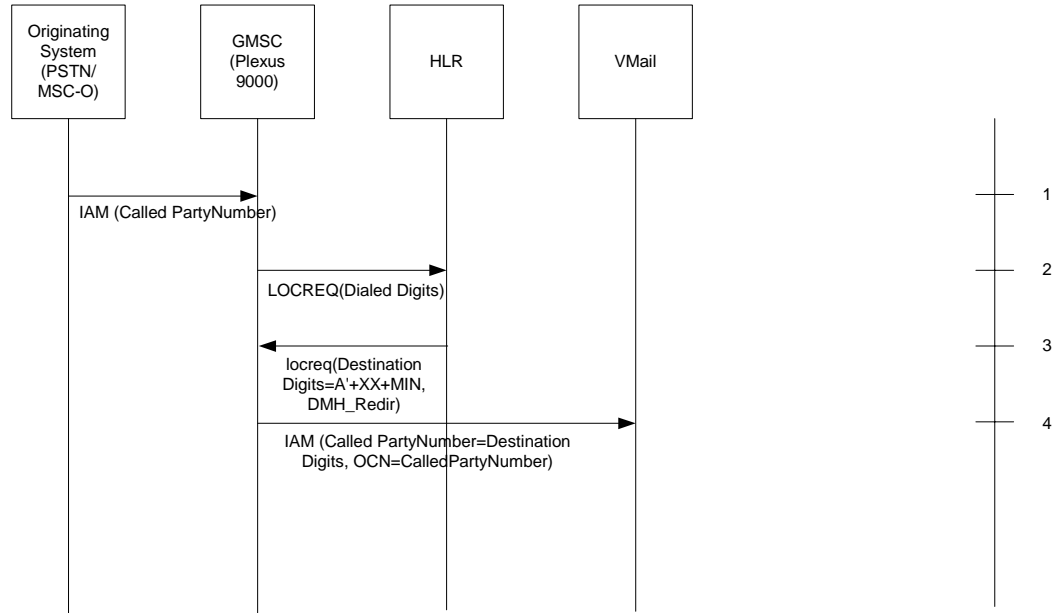 Originating
System
(PSTN/
MSC-O)
GMSC
(Plexus
9000)
HLR
VMail
IAM (Called PartyNumber)
1
LOCREQ(Dialed Digits)
2
locreq(Destination
Digits=A'+XX+MIN,
DMH_Redir)
3
IAM (Called PartyNumber=Destination
Digits, OCN=CalledPartyNumber)
4